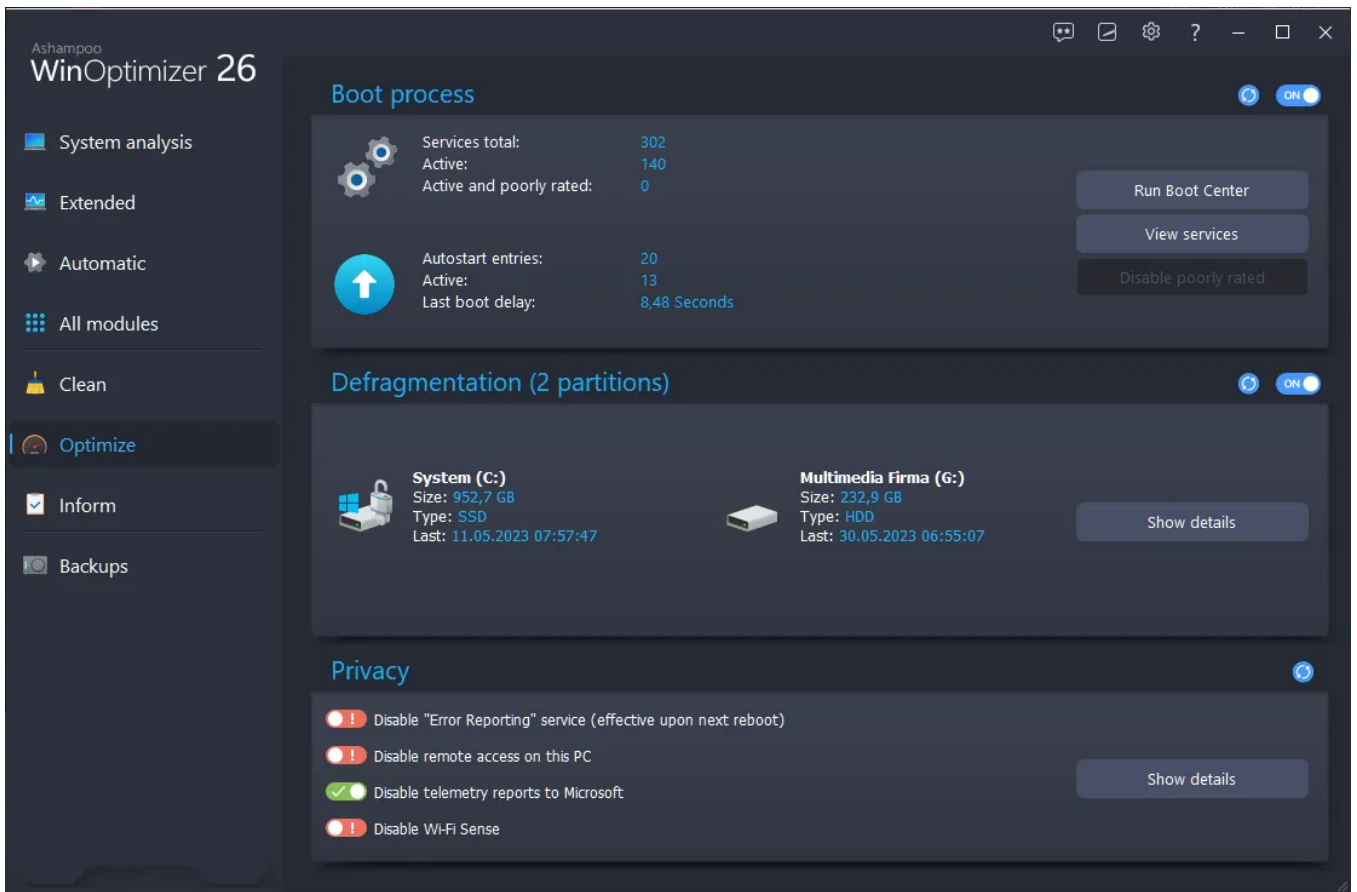 Ashampoo
WinOptimizer 26
?
System analysis
Extended
Automatic
All modules
Clean
Optimize
Inform
Backups
Boot process
ON
Services total: 302
Active: 140
Active and poorly rated: 0
Run Boot Center
View services
Disable poorly rated
Autostart entries: 20
Active: 13
Last boot delay: 8,48 Seconds
Defragmentation (2 partitions)
ON
System (C:)
Size: 952,7 GB
Type: SSD
Last: 11.05.2023 07:57:47
Multimedia Firma (G:)
Size: 232,9 GB
Type: HDD
Last: 30.05.2023 06:55:07
Show details
Privacy
! Disable "Error Reporting" service (effective upon next reboot)
! Disable remote access on this PC
Disable telemetry reports to Microsoft
! Disable Wi-Fi Sense
Show details